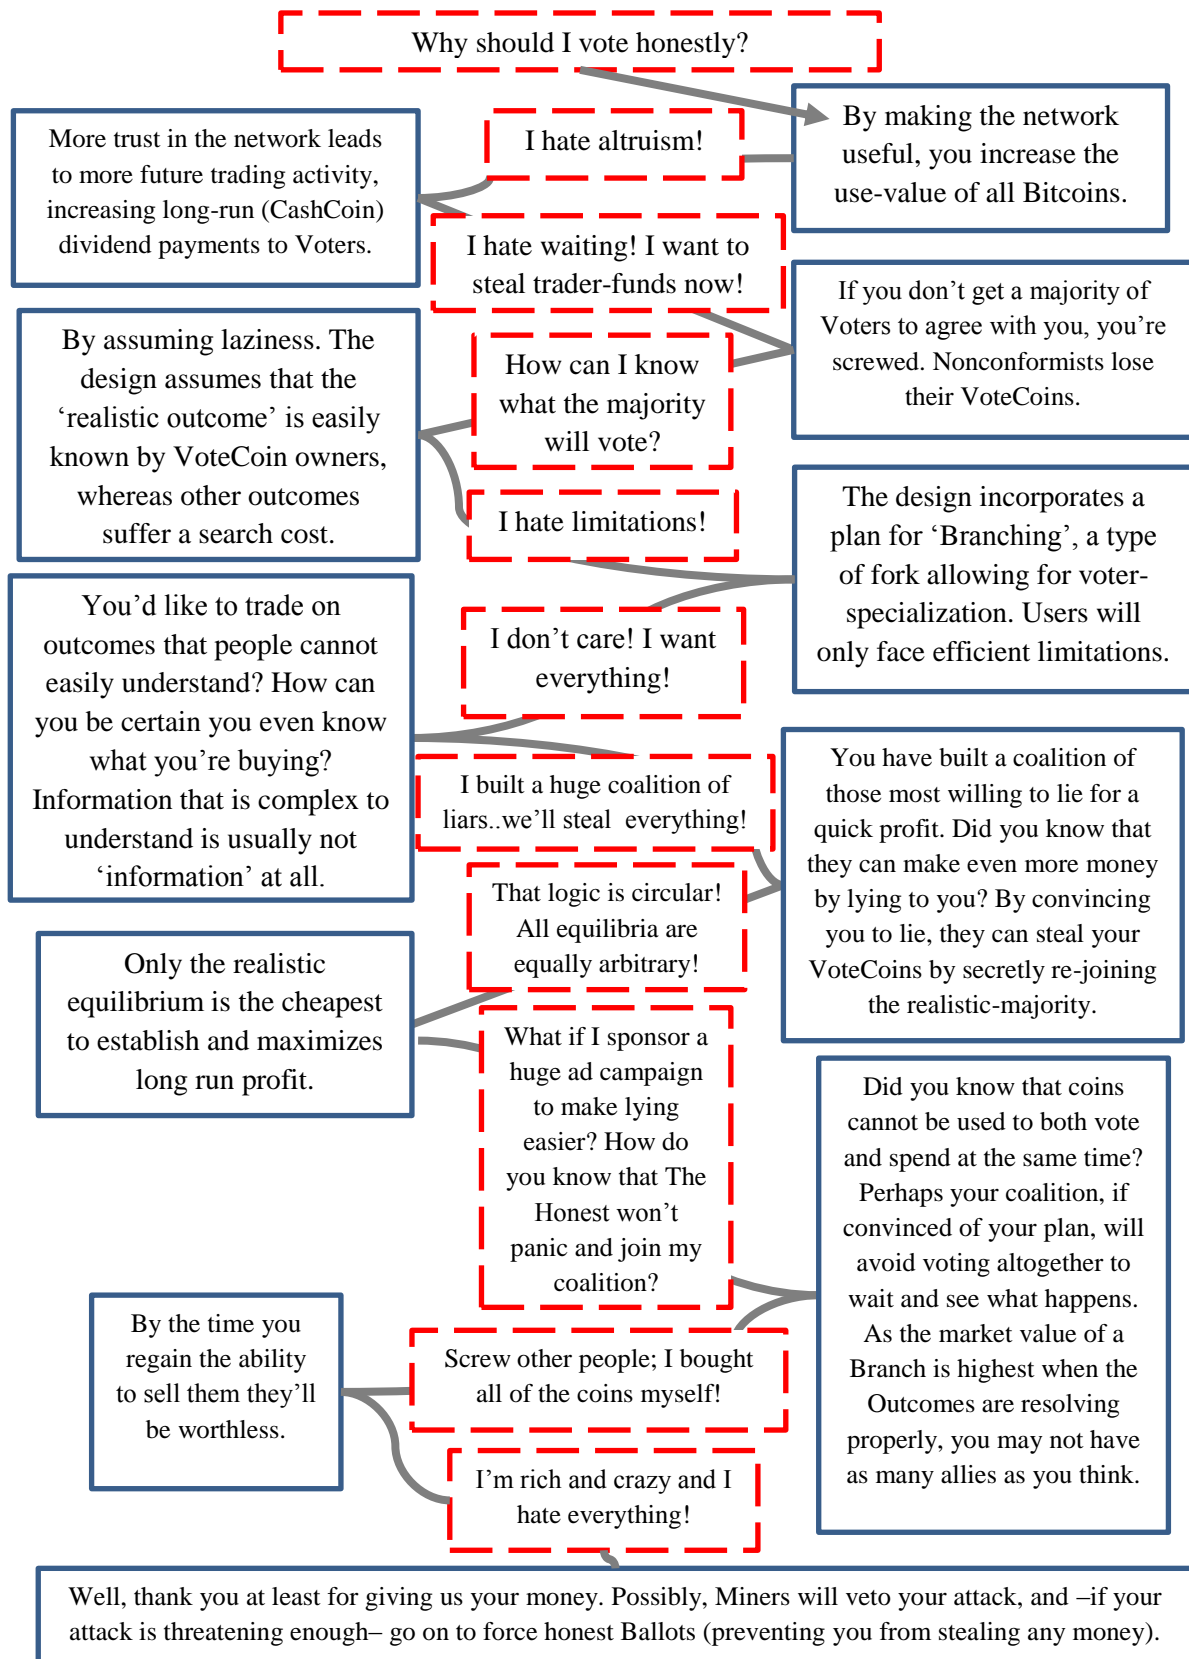 Why should I vote honestly?
By making the network
useful, you increase the
use-value of all Bitcoins.
I hate altruism!
More trust in the network leads
to more future trading activity,
increasing long-run (CashCoin)
dividend payments to Voters.
I hate waiting! I want to
steal trader-funds now!
If you don’t get a majority of
Voters to agree with you, you’re
screwed. Nonconformists lose
their VoteCoins.
How can I know
what the majority
will vote?
By assuming laziness. The
design assumes that the
‘realistic outcome’ is easily
known by VoteCoin owners,
whereas other outcomes
suffer a search cost.
I hate limitations!
The design incorporates a
plan for ‘Branching’, a type
of fork allowing for voter-
specialization. Users will
only face efficient limitations.
I don’t care! I want
everything!
You’d like to trade on
outcomes that people cannot
easily understand? How can
you be certain you even know
what you’re buying?
Information that is complex to
understand is usually not
‘information’ at all.
I built a huge coalition of
liars..we’ll steal everything!
You have built a coalition of
those most willing to lie for a
quick profit. Did you know that
they can make even more money
by lying to you? By convincing
you to lie, they can steal your
VoteCoins by secretly re-joining
the realistic-majority.
That logic is circular!
All equilibria are
equally arbitrary!
Only the realistic
equilibrium is the cheapest
to establish and maximizes
long run profit.
What if I sponsor a
huge ad campaign
to make lying
easier? How do
you know that The
Honest won’t
panic and join my
coalition?
Did you know that coins
cannot be used to both vote
and spend at the same time?
Perhaps your coalition, if
convinced of your plan, will
avoid voting altogether to
wait and see what happens.
As the market value of a
Branch is highest when the
Outcomes are resolving
properly, you may not have
as many allies as you think.
Screw other people; I bought
all of the coins myself!
By the time you
regain the ability
to sell them they’ll
be worthless.
I’m rich and crazy and I
hate everything!
Well, thank you at least for giving us your money. Possibly, Miners will veto your attack, and –if your
attack is threatening enough– go on to force honest Ballots (preventing you from stealing any money).